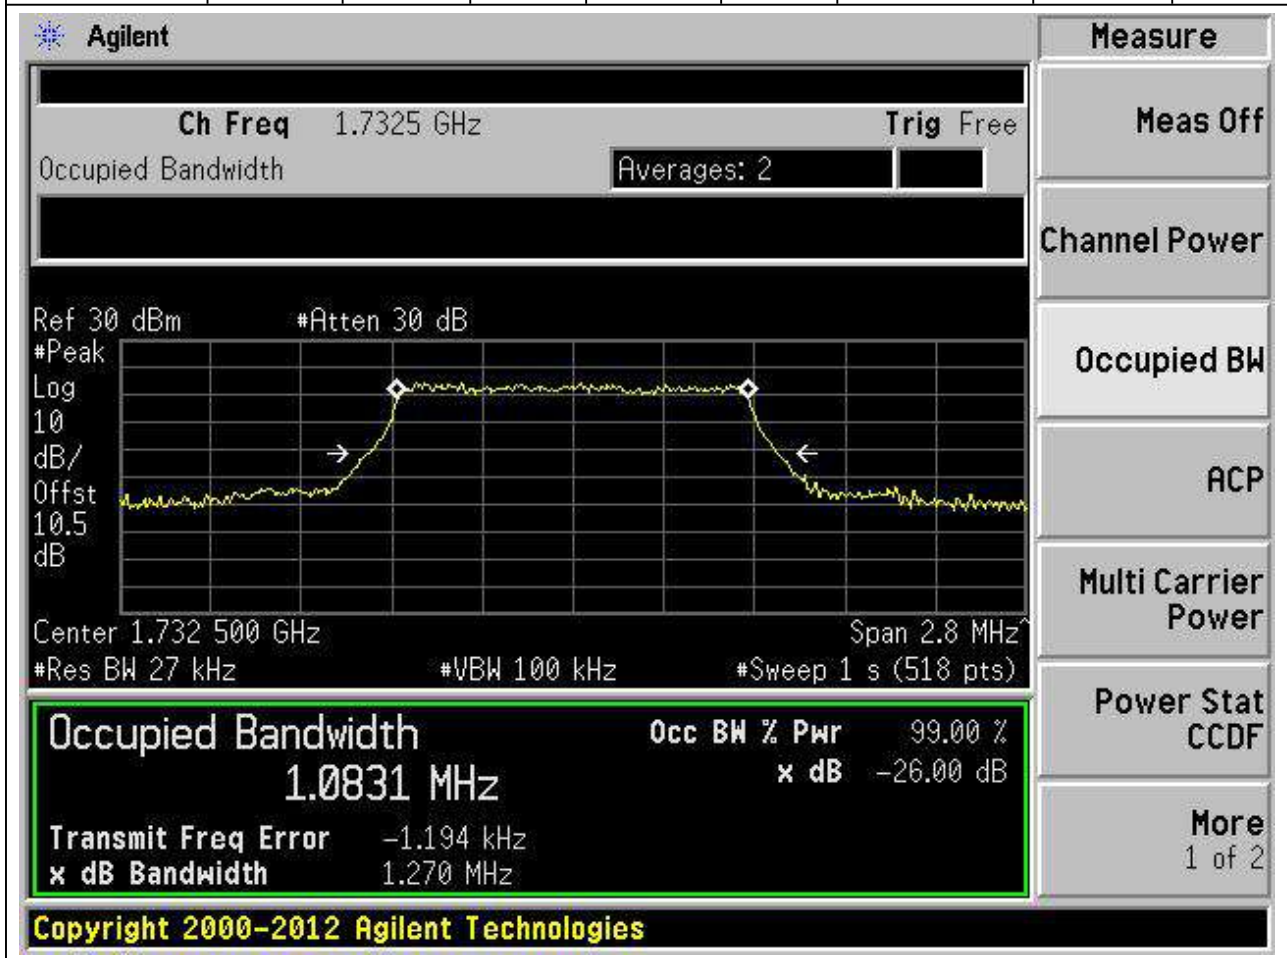 Agilent
Measure
Ch Freq 1.7325 GHz Trig Free
Meas Off
Occupied Bandwidth Averages: 2
Channel Power
Ref 30 dBm #Atten 30 dB
#Peak
Occupied BW
Log
10
dB/
Offst
ACP
10.5
dB
Multi Carrier
Power
Center 1.732 500 GHz Span 2.8 MHz^
#Res BW 27 kHz #VBW 100 kHz #Sweep 1 s (518 pts)
Power Stat
CCDF
Occupied Bandwidth Occ BW % Pwr 99.00 %
1.0831 MHz x dB -26.00 dB
Transmit Freq Error -1.194 kHz
x dB Bandwidth 1.270 MHz
More
1 of 2
Copyright 2000-2012 Agilent Technologies